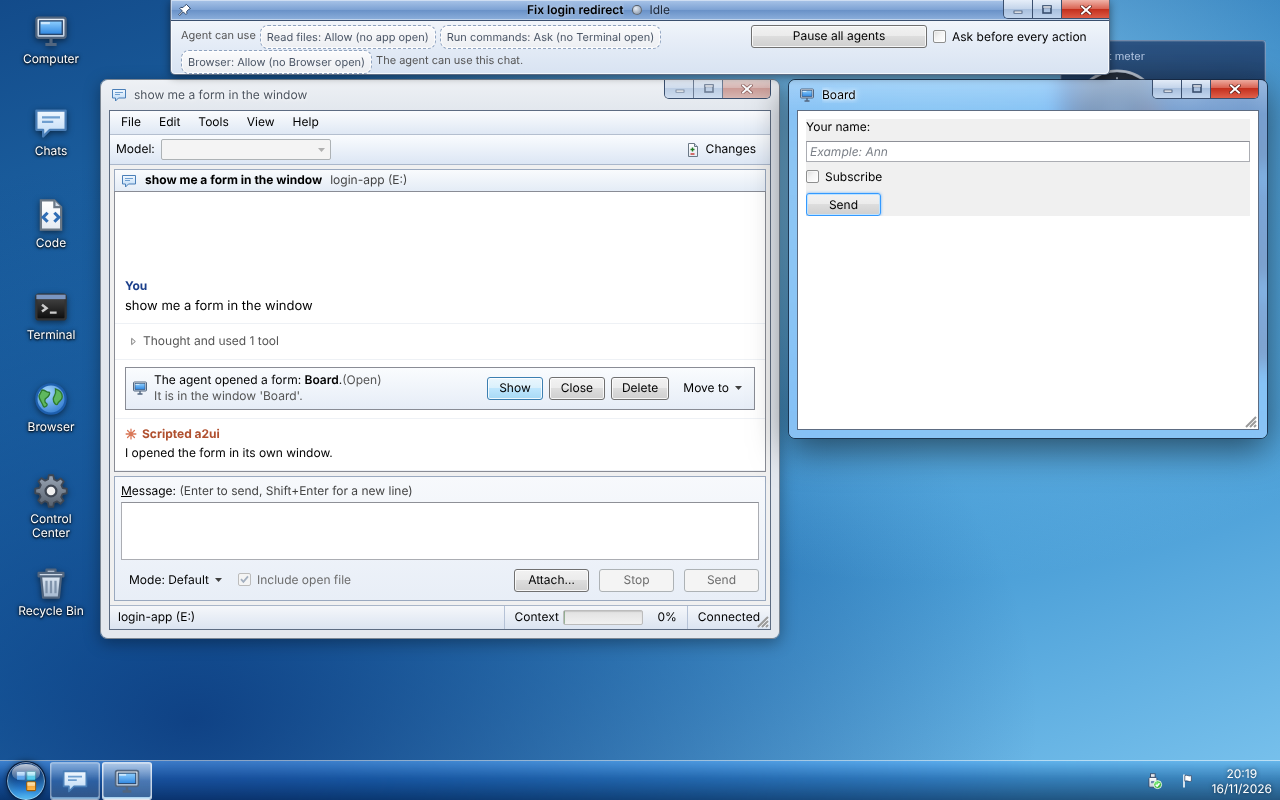 Fix login redirect Idle
Agent can use Read files: Allow (no app open) Run commands: Ask (no Terminal open)
Browser: Allow (no Browser open) The agent can use this chat.
Pause all agents Ask before every action
meter
Computer
Chats
Code
Terminal
Browser
Control
Center
Recycle Bin
show me a form in the window
File Edit Tools View Help
Model: Changes
show me a form in the window login-app (E:)
You
show me a form in the window
Thought and used 1 tool
The agent opened a form: Board.(Open)
It is in the window 'Board'.
Show Close Delete Move to
Scripted a2ui
I opened the form in its own window.
Message: (Enter to send, Shift+Enter for a new line)
Mode: Default Include open file Attach... Stop Send
login-app (E:) Context 0% Connected
Board
Your name:
Example: Ann
Subscribe
Send
20:19
16/11/2026